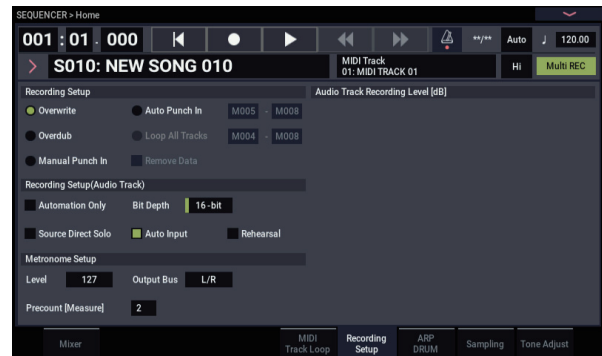 SEQUENCER > Home
001 : 01 . 000 **/** Auto ♩ 120.00
S010: NEW SONG 010 MIDI Track Hi Multi REC
01: MIDI TRACK 01
Recording Setup Audio Track Recording Level [dB]
Overwrite Auto Punch In M005 - M008
Overdub Loop All Tracks M004 - M008
Manual Punch In Remove Data
Recording Setup(Audio Track)
Automation Only Bit Depth 16-bit
Source Direct Solo Auto Input Rehearsal
Metronome Setup
Level 127 Output Bus L/R
Precount [Measure] 2
Mixer MIDI Track Loop Recording Setup ARP DRUM Sampling Tone Adjust